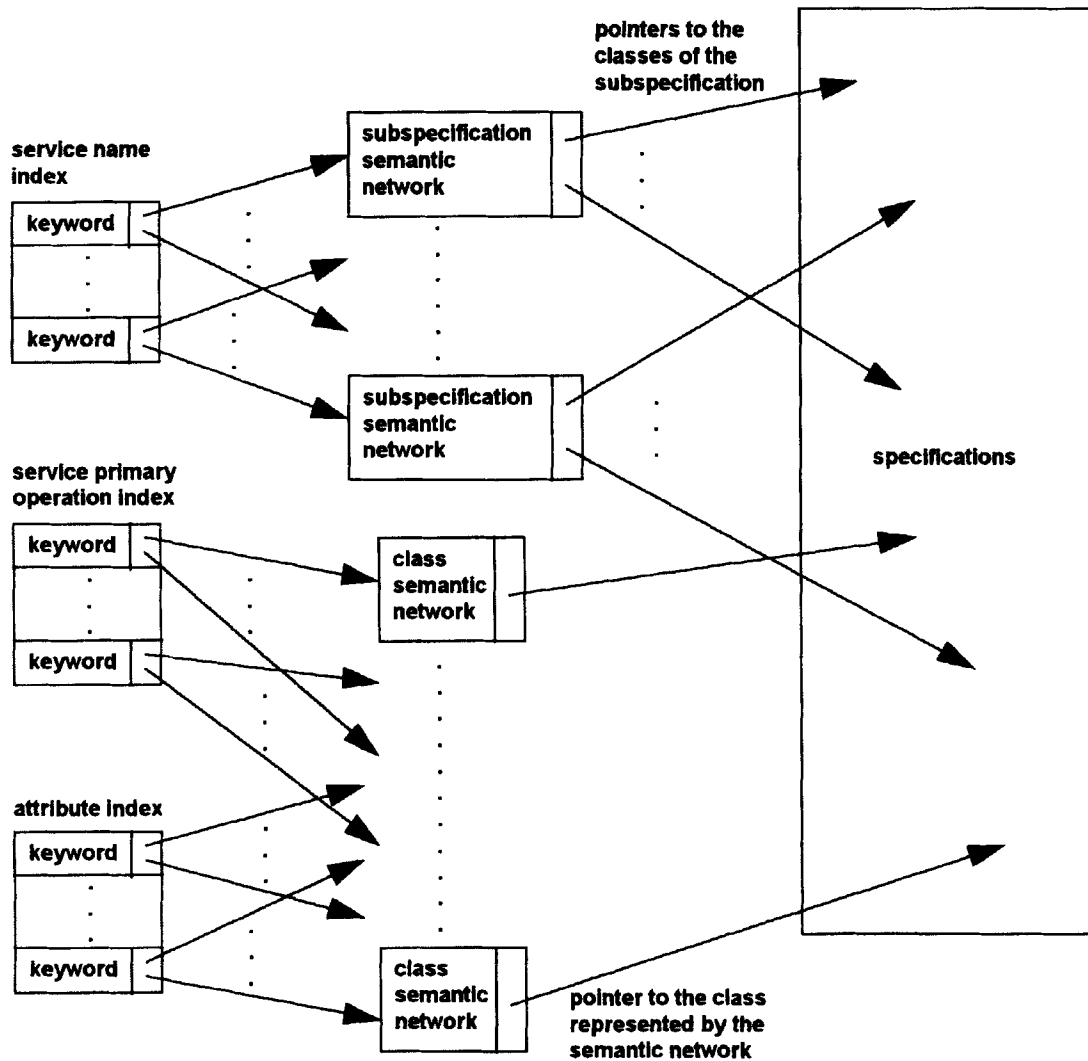 pointers to the
classes of the
subspecification
subspecification
semantic
network
service name
index
keyword
keyword
subspecification
semantic
network
specifications
service primary
operation index
keyword
keyword
class
semantic
network
attribute index
keyword
keyword
class
semantic
network
pointer to the class
represented by the
semantic network